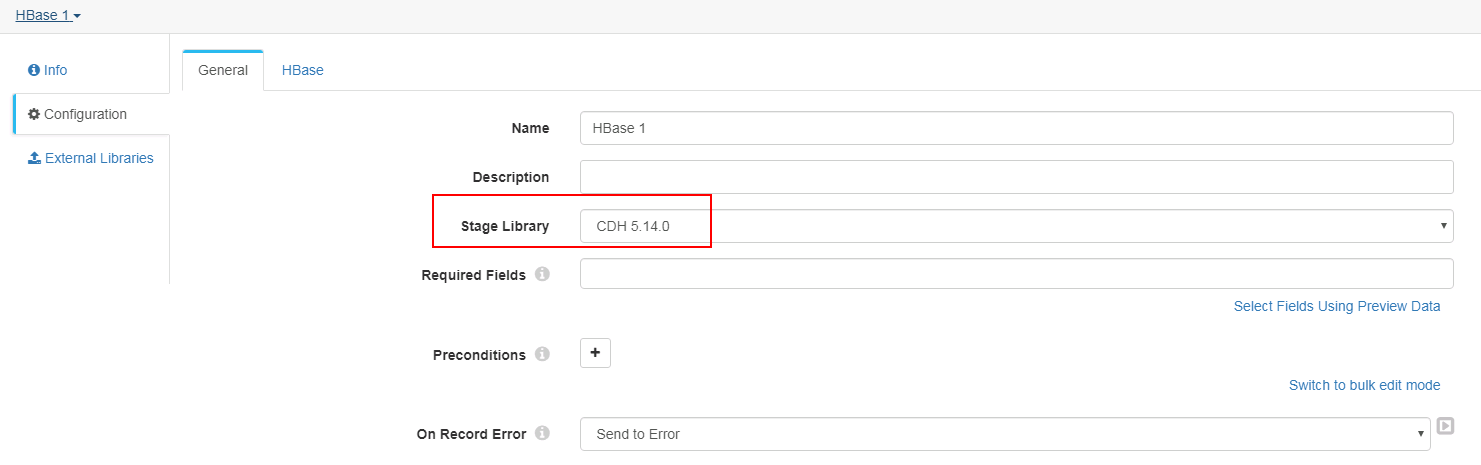 HBase 1
Info
Configuration
External Libraries
General
HBase
Name
HBase 1
Description
Stage Library
CDH 5.14.0
Required Fields
Select Fields Using Preview Data
Preconditions
+
Switch to bulk edit mode
On Record Error
Send to Error